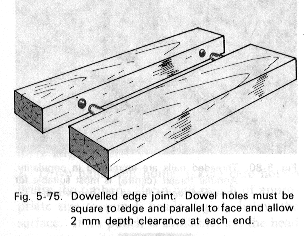 Fig. 5-75. Dowelled edge joint. Dowel holes must be
square to edge and parallel to face and allow
2 mm depth clearance at each end.